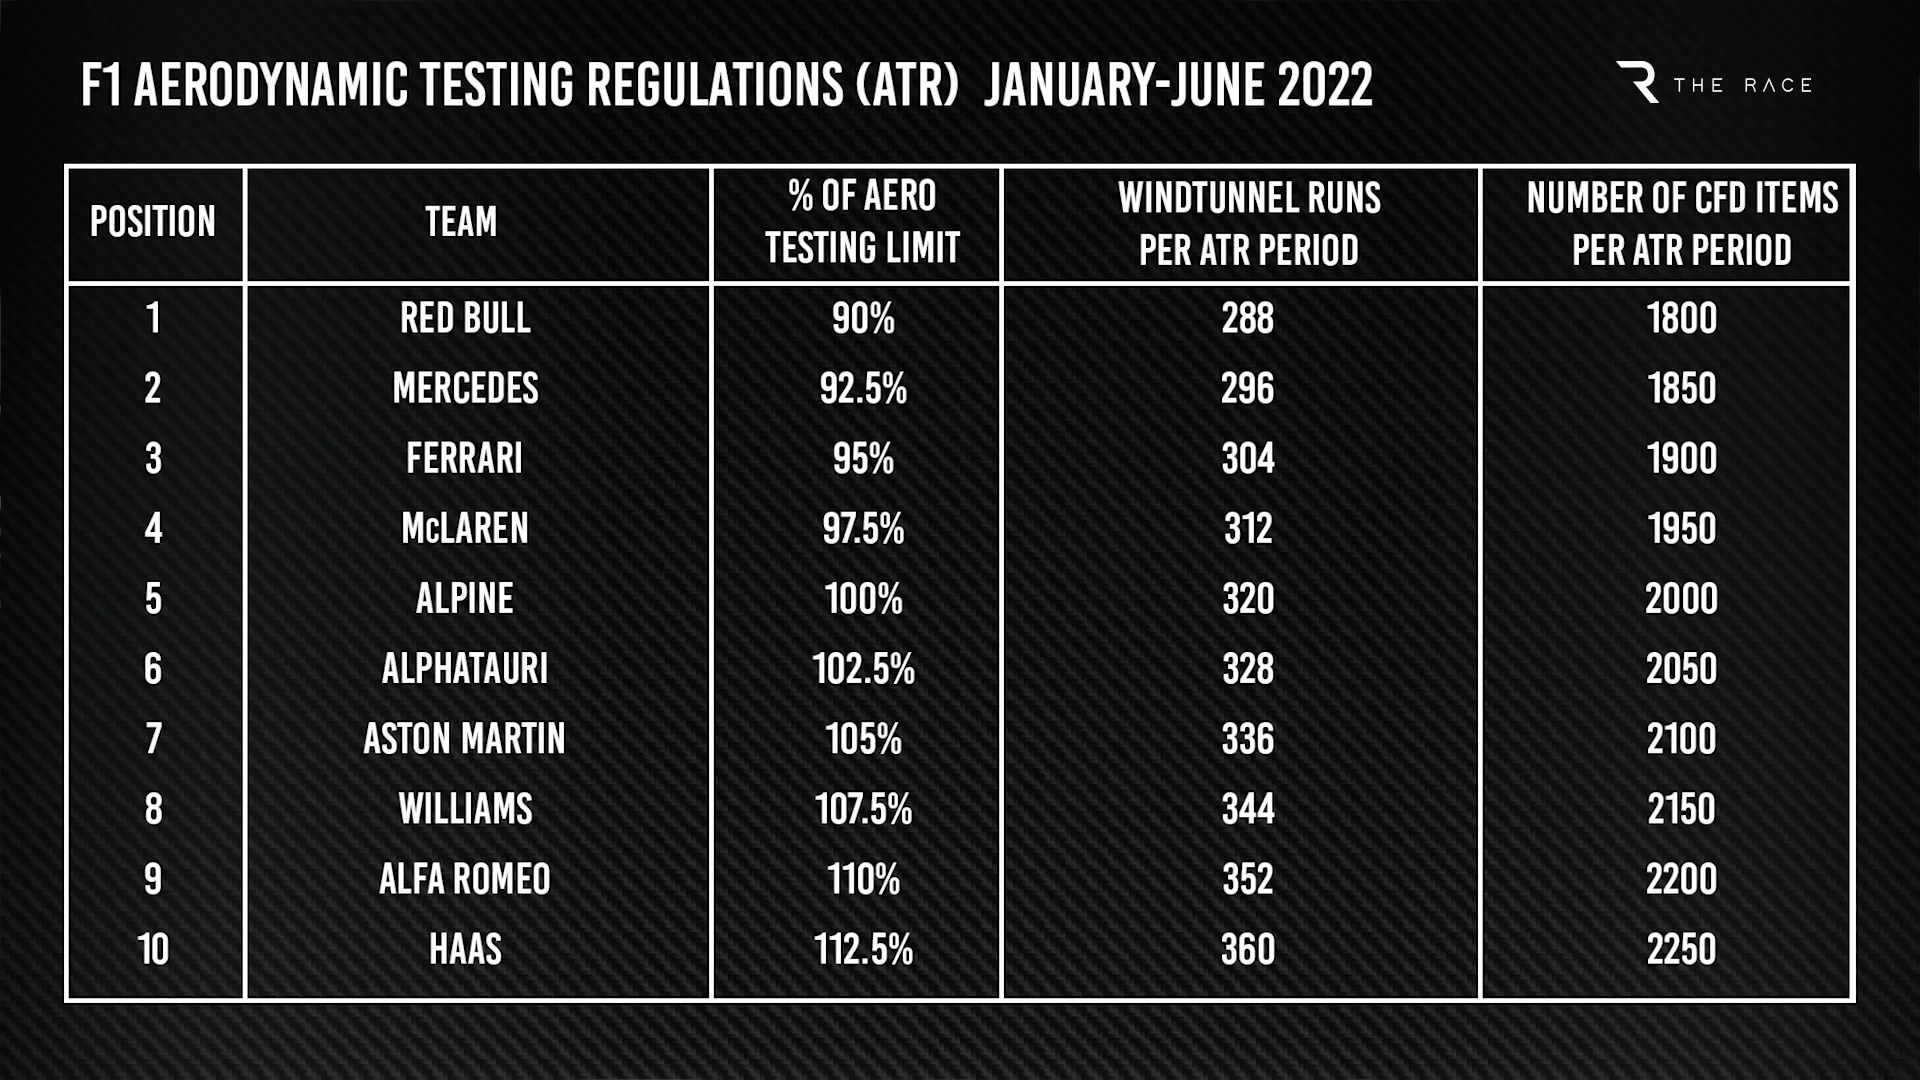 F1 AERODYNAMIC TESTING REGULATIONS (ATR) JANUARY-JUNE 2022
R THE RACE
POSITION TEAM % OF AERO TESTING LIMIT WINDTUNNEL RUNS PER ATR PERIOD NUMBER OF CFD ITEMS PER ATR PERIOD
1 RED BULL 90% 288 1800
2 MERCEDES 92.5% 296 1850
3 FERRARI 95% 304 1900
4 McLAREN 97.5% 312 1950
5 ALPINE 100% 320 2000
6 ALPHATAURI 102.5% 328 2050
7 ASTON MARTIN 105% 336 2100
8 WILLIAMS 107.5% 344 2150
9 ALFA ROMEO 110% 352 2200
10 HAAS 112.5% 360 2250